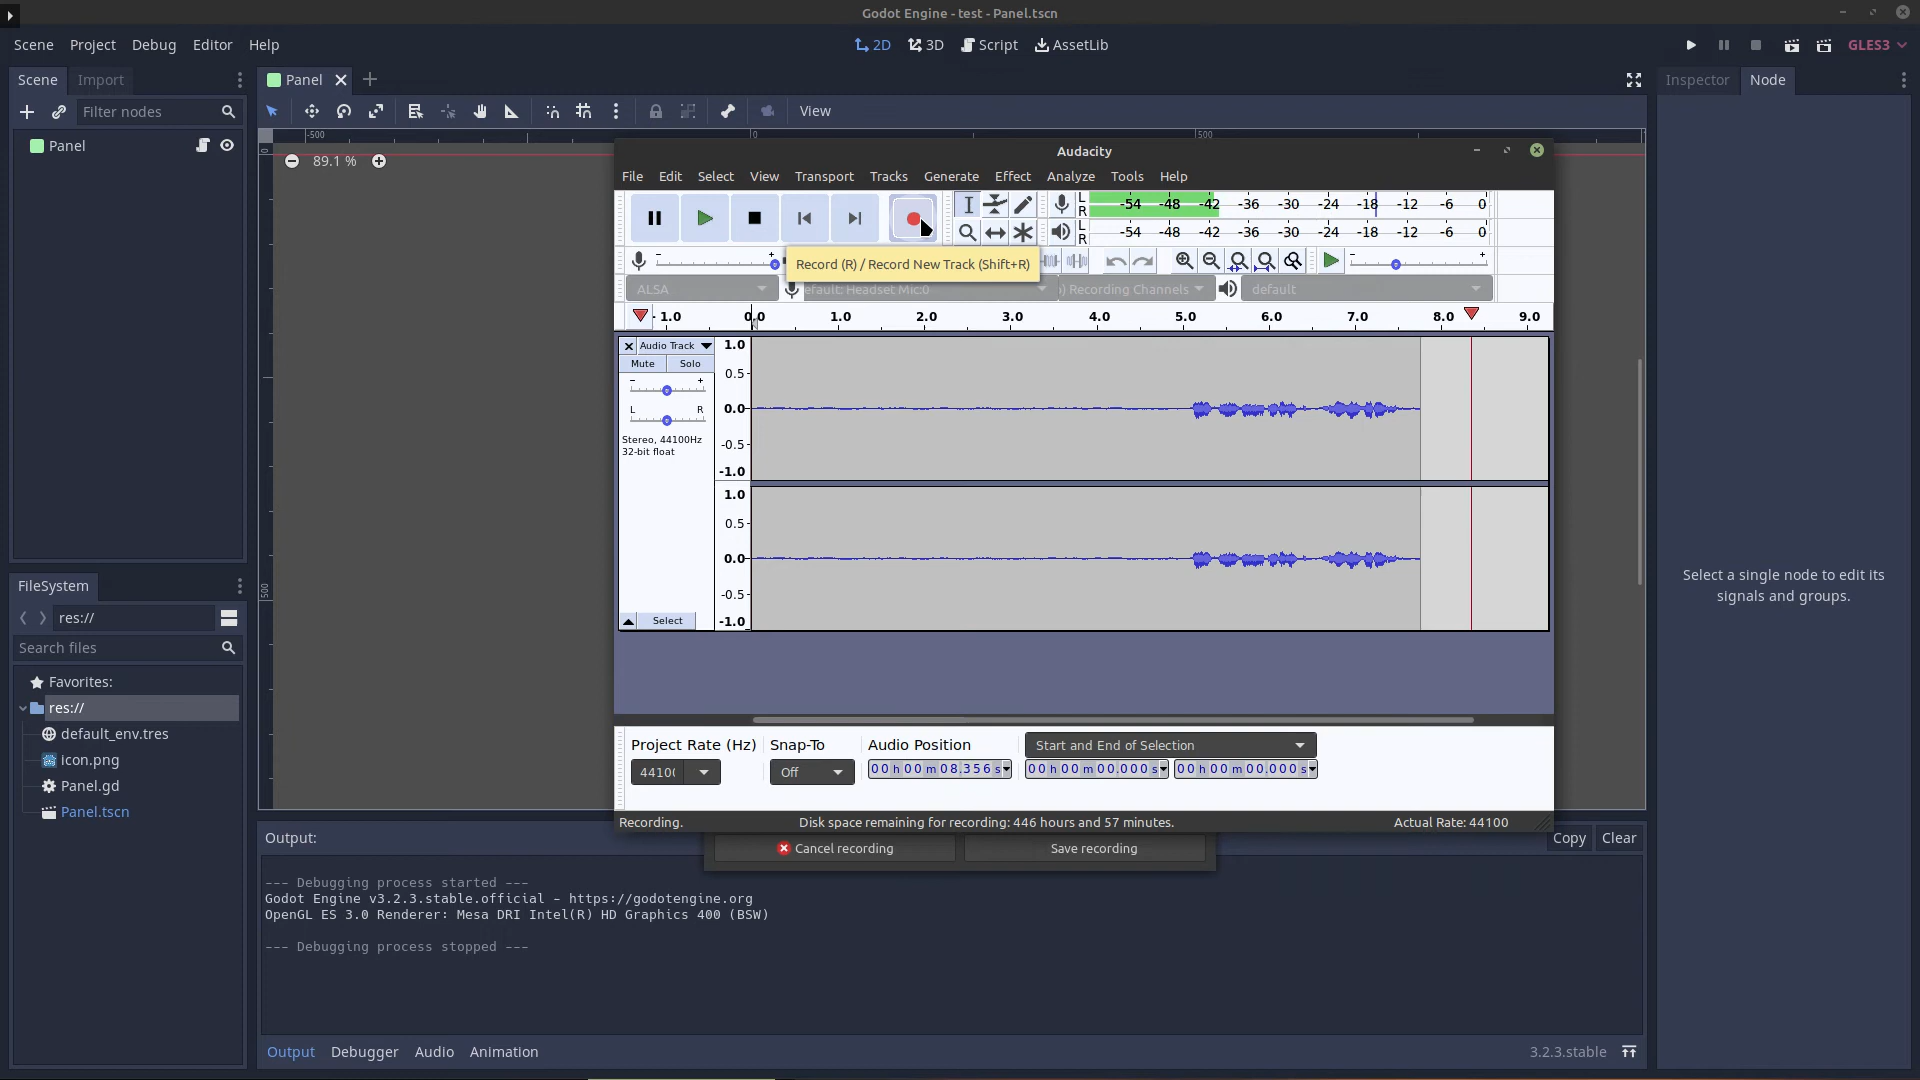 Godot Engine - test - Panel.tscn
Scene Project Debug Editor Help
2D 3D Script AssetLib
GLES3
Scene Import
Panel
Inspector Node
Filter nodes
View
Panel
-500 0 500
89.1 %
500
Audacity
File Edit Select View Transport Tracks Generate Effect Analyze Tools Help
L R -54 -48 -42 -36 -30 -24 -18 -12 -6 0
L R -54 -48 -42 -36 -30 -24 -18 -12 -6 0
Record (R) / Record New Track (Shift+R)
ALSA
efault: Headset Mic:0
) Recording Channels
default
1.0 0.0 1.0 2.0 3.0 4.0 5.0 6.0 7.0 8.0 9.0
Audio Track
Mute Solo
L R
Stereo, 44100Hz
32-bit float
Select
1.0
0.5
0.0
-0.5
-1.0
1.0
0.5
0.0
-0.5
-1.0
Project Rate (Hz) Snap-To Audio Position Start and End of Selection
44100 Off 00 h 00 m 08.356 s 00 h 00 m 00.000 s 00 h 00 m 00.000 s
Recording. Disk space remaining for recording: 446 hours and 57 minutes. Actual Rate: 44100
Cancel recording Save recording
Select a single node to edit its
signals and groups.
FileSystem
res://
Search files
Favorites:
res://
default_env.tres
icon.png
Panel.gd
Panel.tscn
Output: Copy Clear
--- Debugging process started ---
Godot Engine v3.2.3.stable.official - https://godotengine.org
OpenGL ES 3.0 Renderer: Mesa DRI Intel(R) HD Graphics 400 (BSW)
--- Debugging process stopped ---
Output Debugger Audio Animation
3.2.3.stable